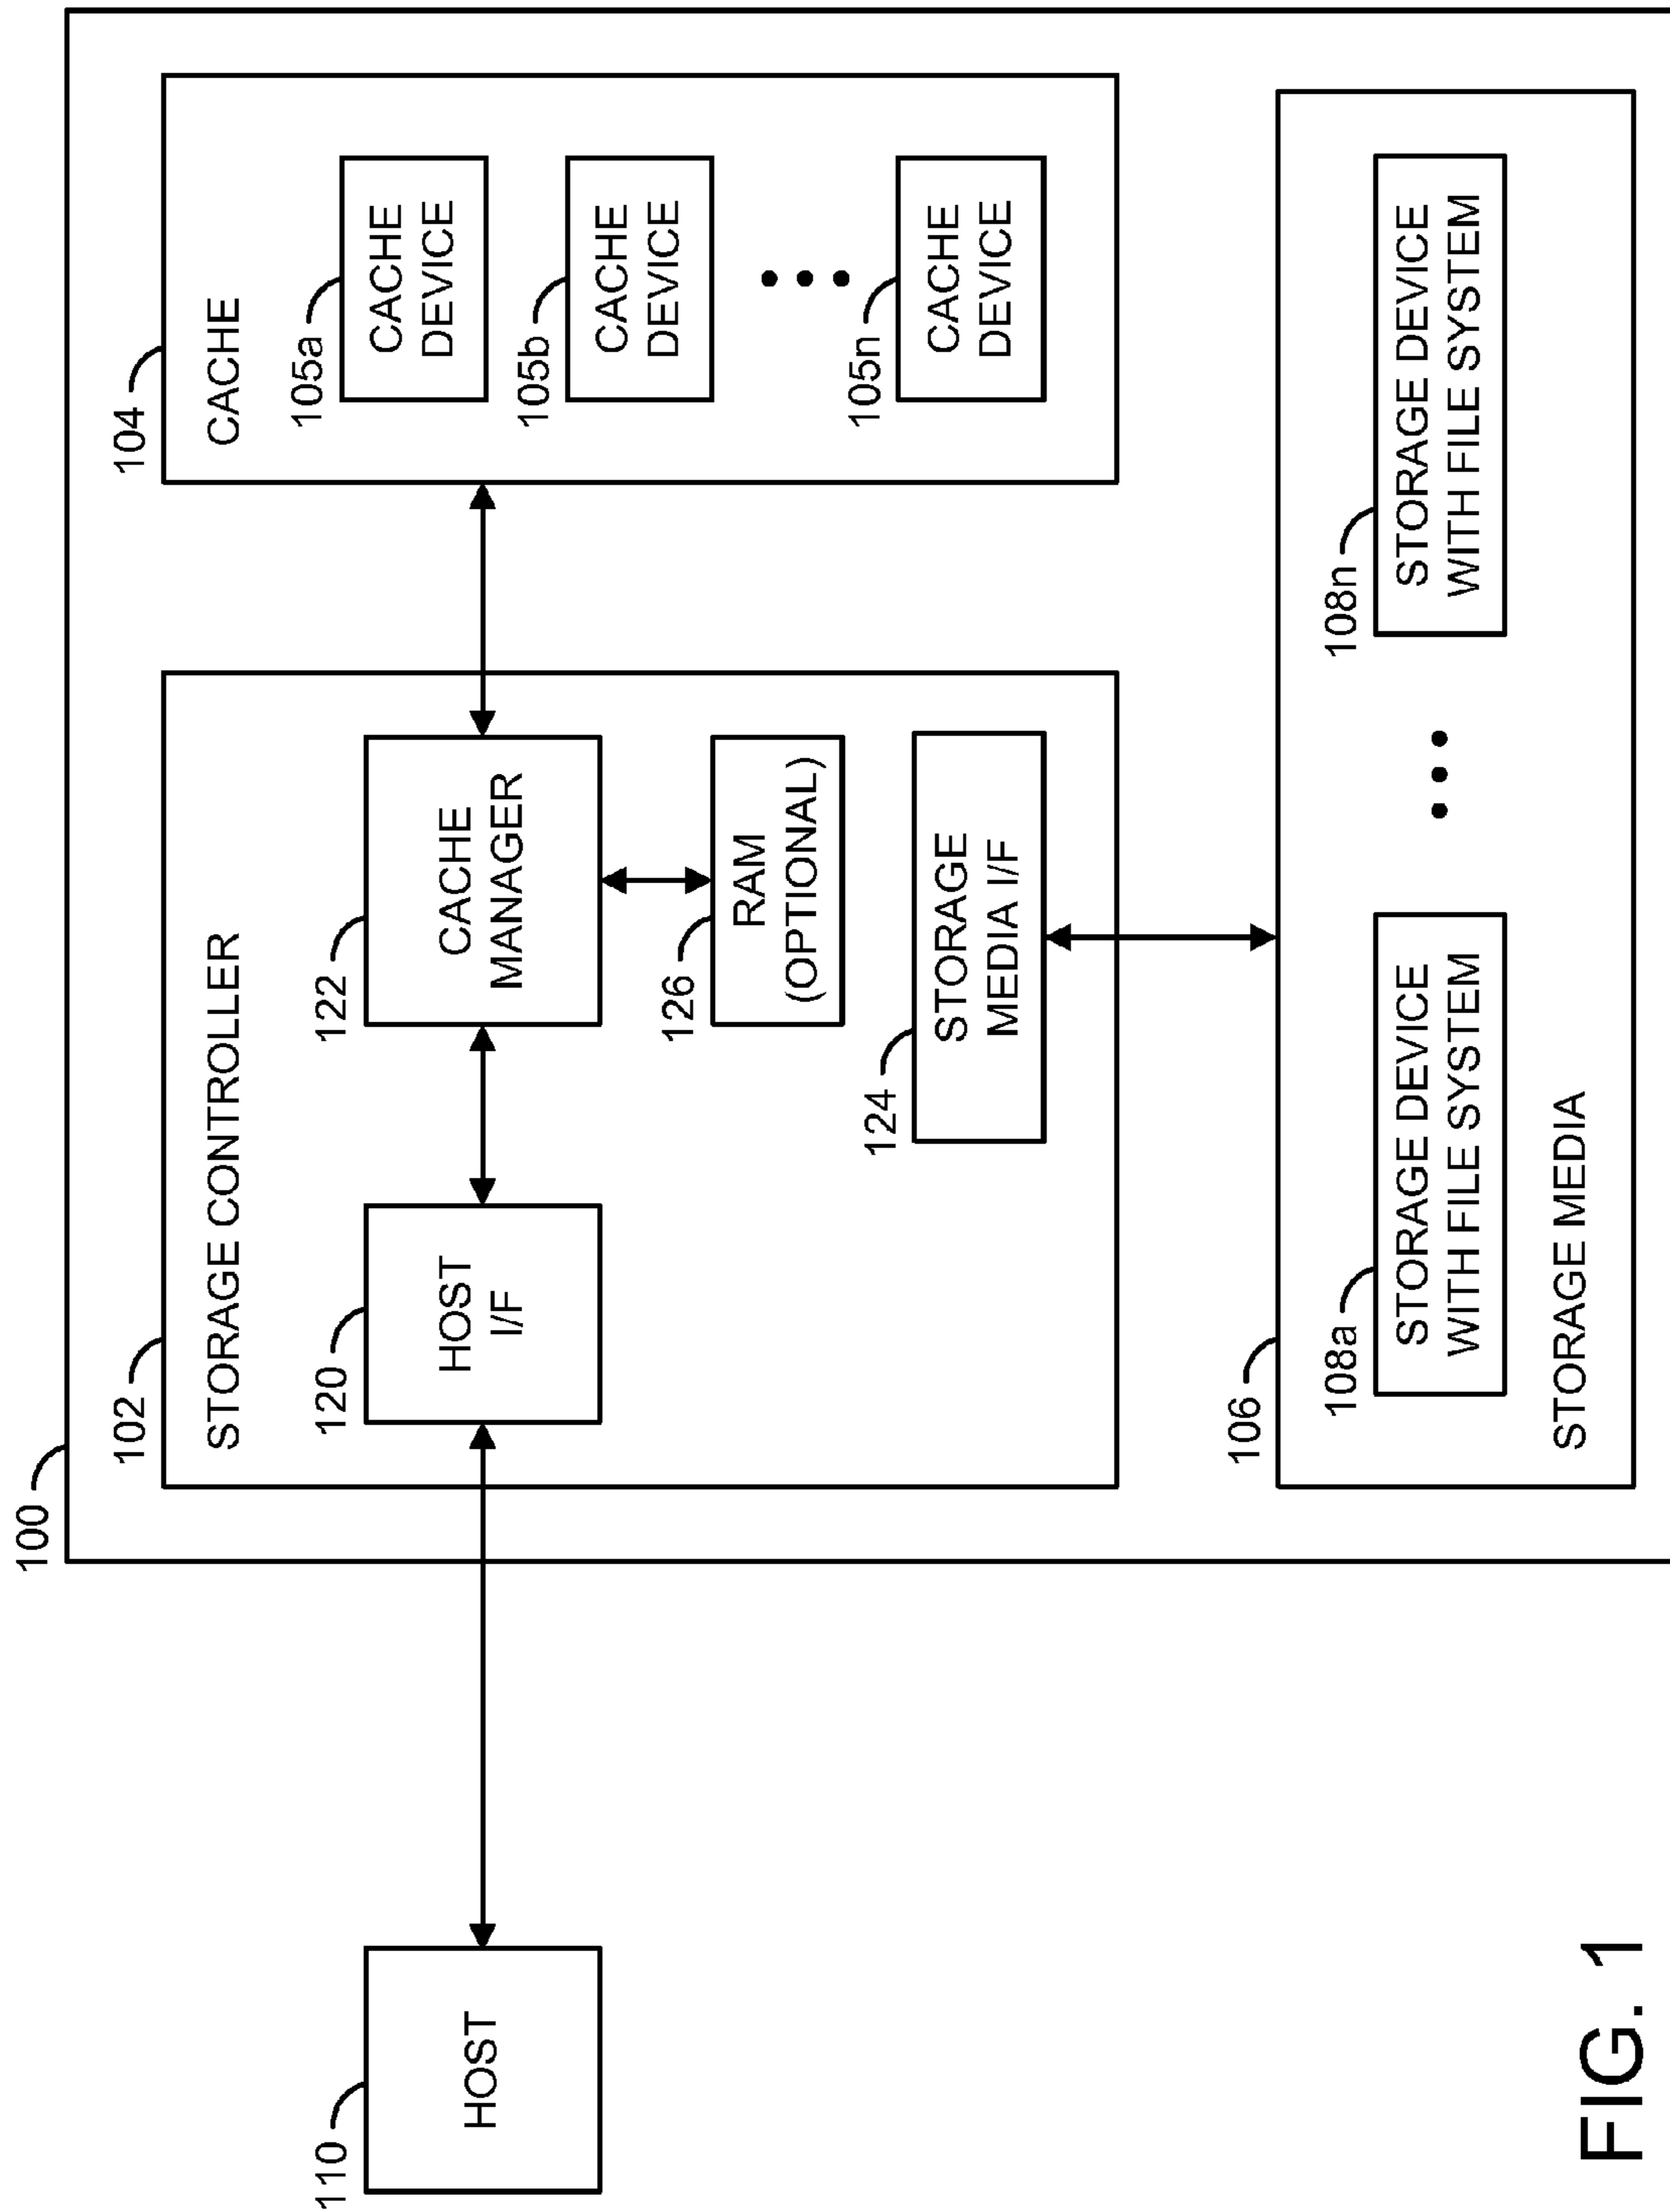 100
102
STORAGE CONTROLLER
104
CACHE
110
HOST
120
HOST
I/F
122
CACHE
MANAGER
126
RAM
(OPTIONAL)
124
STORAGE
MEDIA I/F
105a
CACHE
DEVICE
105b
CACHE
DEVICE
105n
CACHE
DEVICE
106
108a
STORAGE DEVICE
WITH FILE SYSTEM
108n
STORAGE DEVICE
WITH FILE SYSTEM
STORAGE MEDIA
FIG. 1